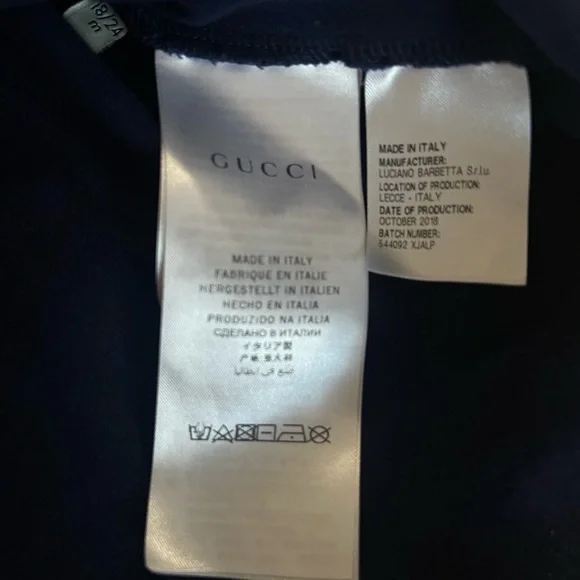 18/24
m
GUCCI
MADE IN ITALY
FABRIQUÉ EN ITALIE
HERGESTELLT IN ITALIEN
HECHO EN ITALIA
PRODUZIDO NA ITALIA
СДЕЛАНО В ИТАЛИИ
イタリア製
产地 意大利
صنع في إيطاليا
MADE IN ITALY
MANUFACTURER:
LUCIANO BARBETTA S.r.l.u.
LOCATION OF PRODUCTION:
LECCE - ITALY
DATE OF PRODUCTION:
OCTOBER 2018
BATCH NUMBER:
544092 XJALP